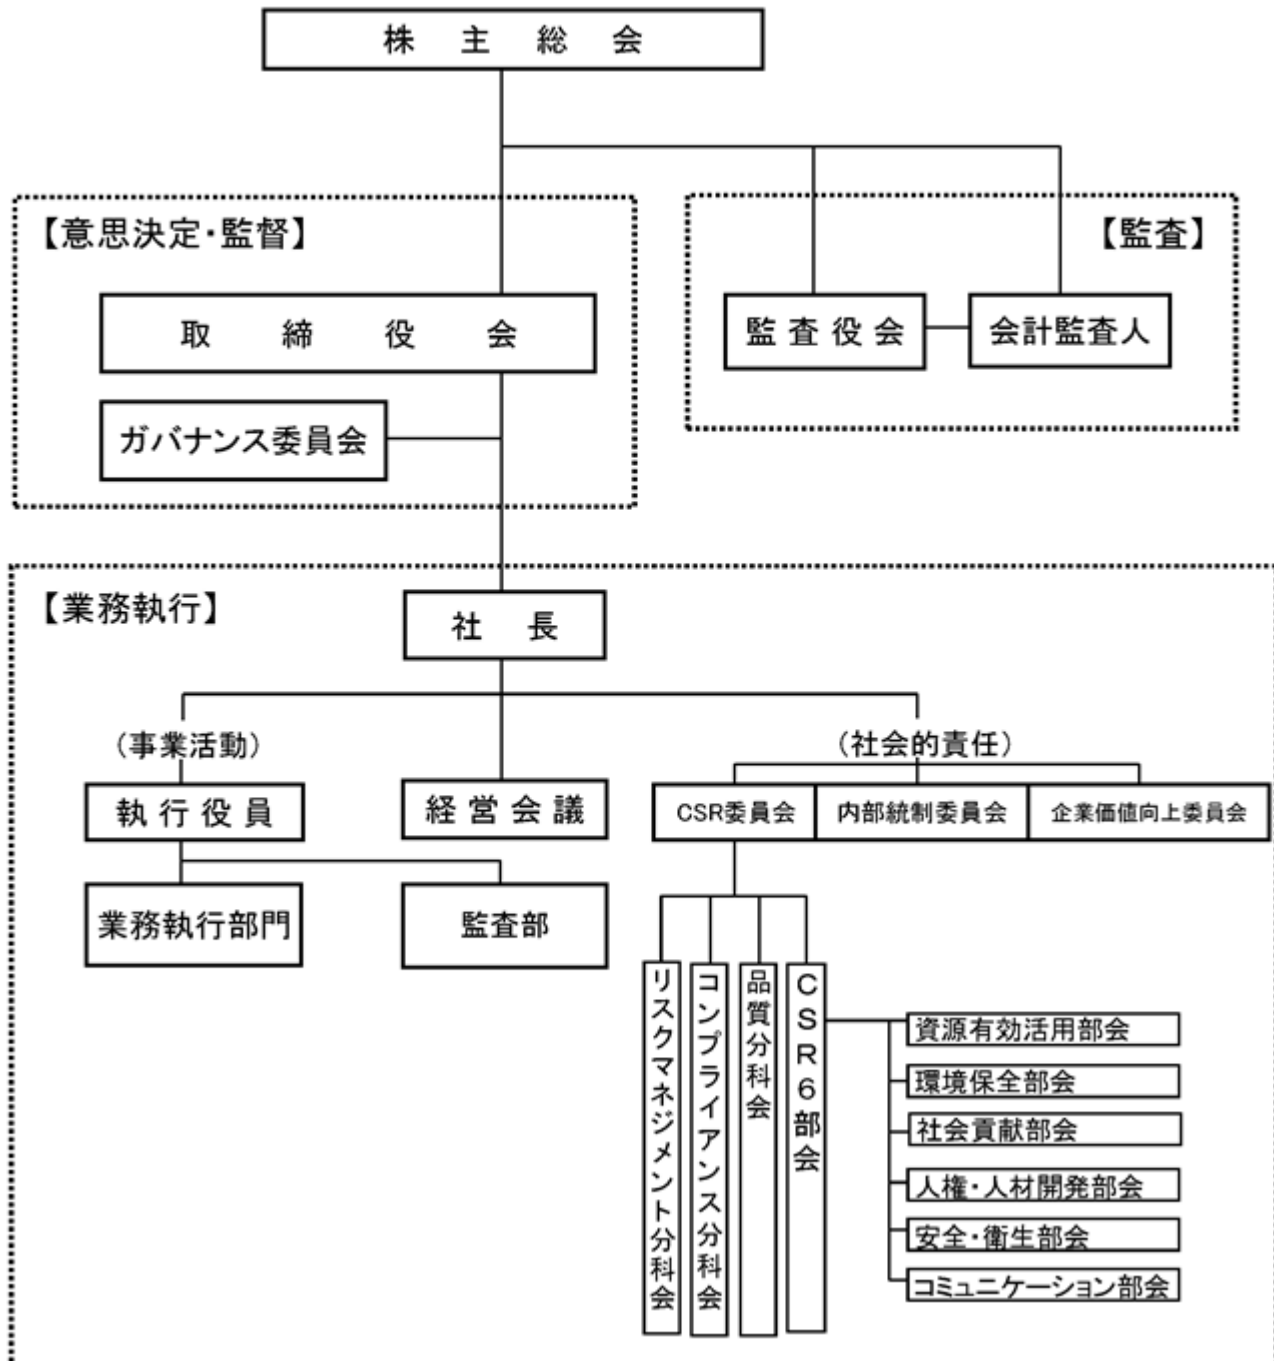 株主総会
【意思決定・監督】
【監査】
取締役会
監査役会
会計監査人
ガバナンス委員会
【業務執行】
社長
（事業活動）
（社会的責任）
執行役員
経営会議
CSR委員会
内部統制委員会
企業価値向上委員会
業務執行部門
監査部
リスクマネジメント分科会
コンプライアンス分科会
品質分科会
CSR6部会
資源有効活用部会
環境保全部会
社会貢献部会
人権・人材開発部会
安全・衛生部会
コミュニケーション部会